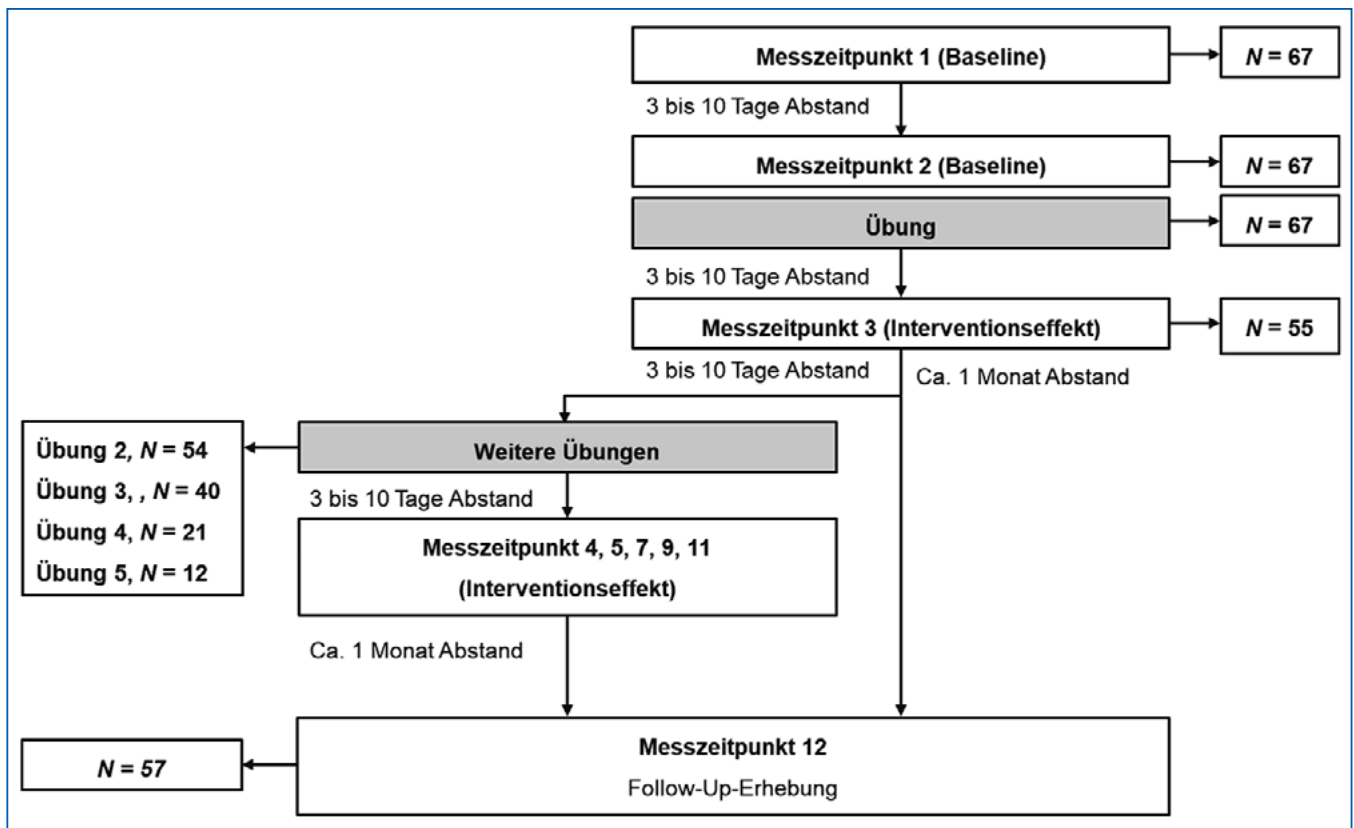 Messzeitpunkt 1 (Baseline)
N = 67
3 bis 10 Tage Abstand
Messzeitpunkt 2 (Baseline)
N = 67
Übung
N = 67
3 bis 10 Tage Abstand
Messzeitpunkt 3 (Interventionseffekt)
N = 55
3 bis 10 Tage Abstand
Ca. 1 Monat Abstand
Weitere Übungen
Übung 2, N = 54
Übung 3, , N = 40
Übung 4, N = 21
Übung 5, N = 12
3 bis 10 Tage Abstand
Messzeitpunkt 4, 5, 7, 9, 11
(Interventionseffekt)
Ca. 1 Monat Abstand
Messzeitpunkt 12
Follow-Up-Erhebung
N = 57